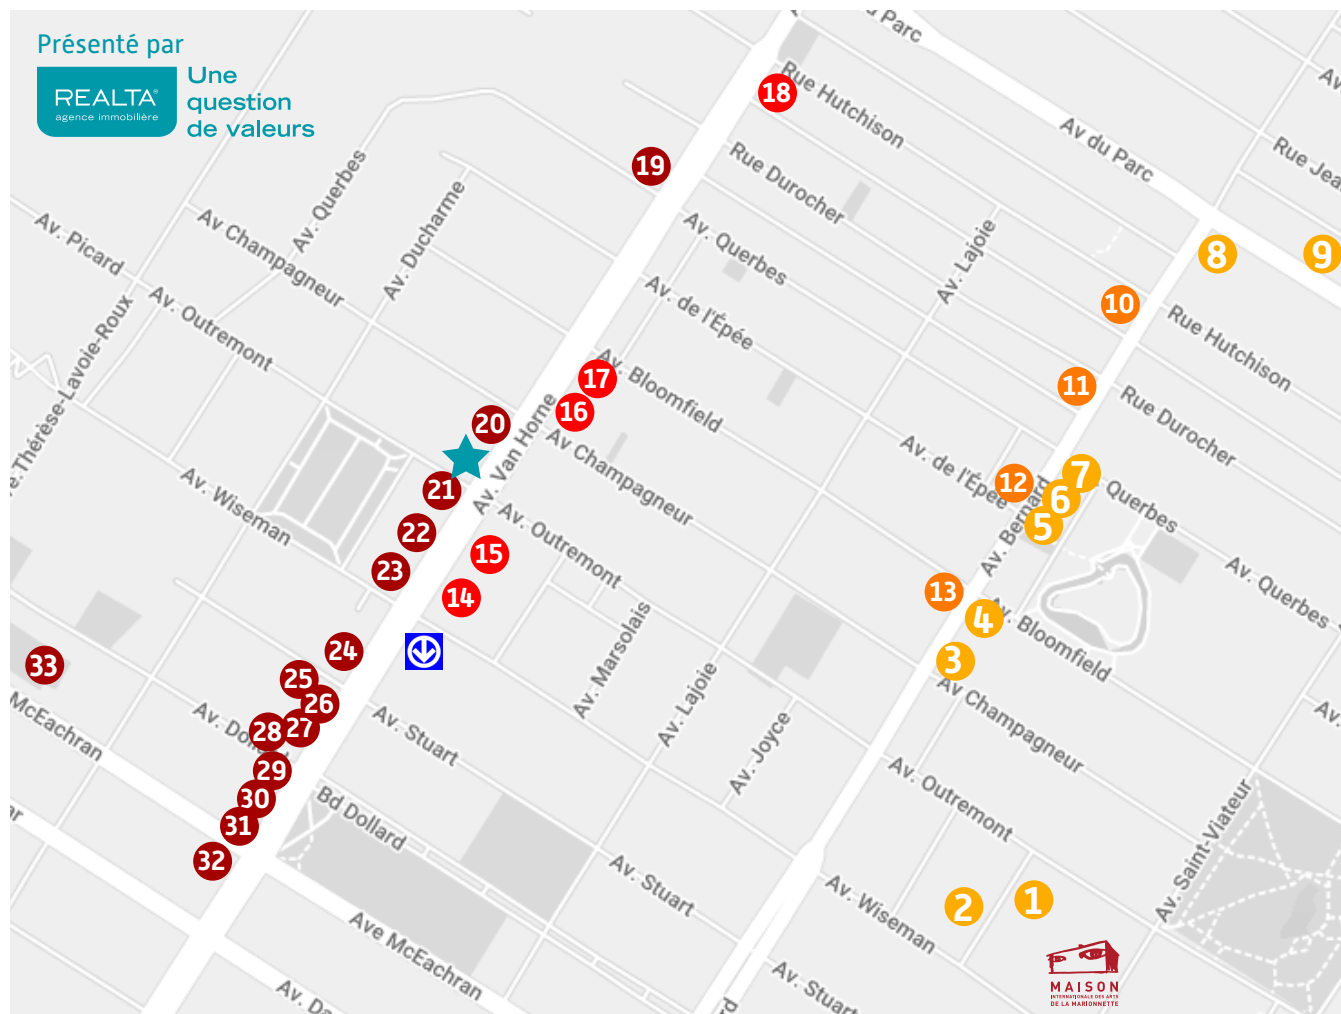 Présenté par
REALTA
agence immobilière
Une
question
de valeurs
du Parc
Rue Hutchison
18
Av du Parc
Rue Durocher
19
Av. Querbes
Av. Ducharme
Av Champagneur
Av. Picard
Av. Outremont
Av. Querbes
Av. Lajoie
8
9
Av. de l'Épée
10
Rue Hutchison
Av. Bloomfield
17
16
11
Rue Durocher
20
Av. Van Horne
Av Champagneur
Av. de l'Épée
12
7
6
5
Av. Querbes
21
22
23
Av. Wiseman
Av. Outremont
15
14
Av. Bernard
Av. Querbes
13
4
3
Av. Bloomfield
Av Champagneur
24
25
26
27
28
29
30
31
32
33
McEachran
Av. Stuart
Av. Marsolais
Av. Lajoie
Av. Joyce
Bd Dollard
Av. Outremont
Av. Saint-Viateur
Av. Stuart
Av. Wiseman
2
1
Ave McEachran
Av. Stuart
MAISON
INTERNATIONALE DES ARTS
DE LA MARIONNETTE